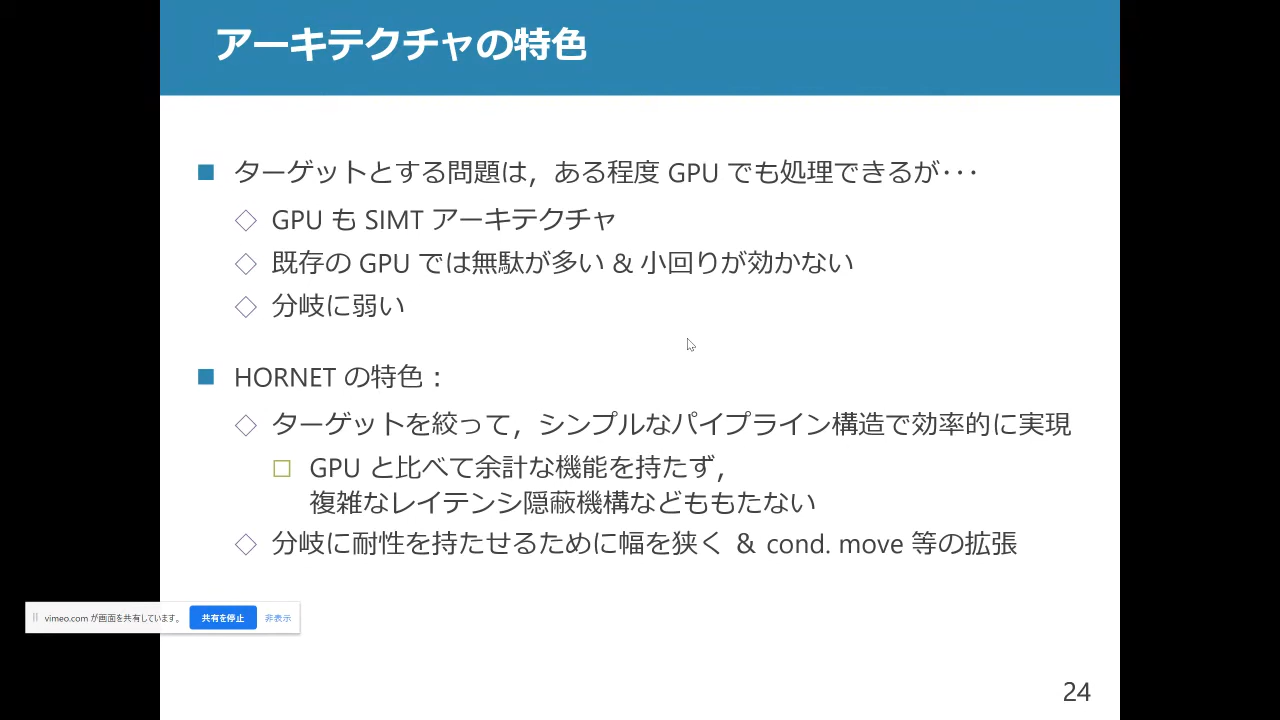 アーキテクチャの特色
ターゲットとする問題は，ある程度 GPU でも処理できるが･･･
GPU も SIMT アーキテクチャ
既存の GPU では無駄が多い & 小回りが効かない
分岐に弱い
HORNET の特色：
ターゲットを絞って，シンプルなパイプライン構造で効率的に実現
GPU と比べて余計な機能を持たず，
複雑なレイテンシ隠蔽機構などももたない
分岐に耐性を持たせるために幅を狭く ＆ cond. move 等の拡張
vimeo.com が画面を共有しています。 共有を停止 非表示
24